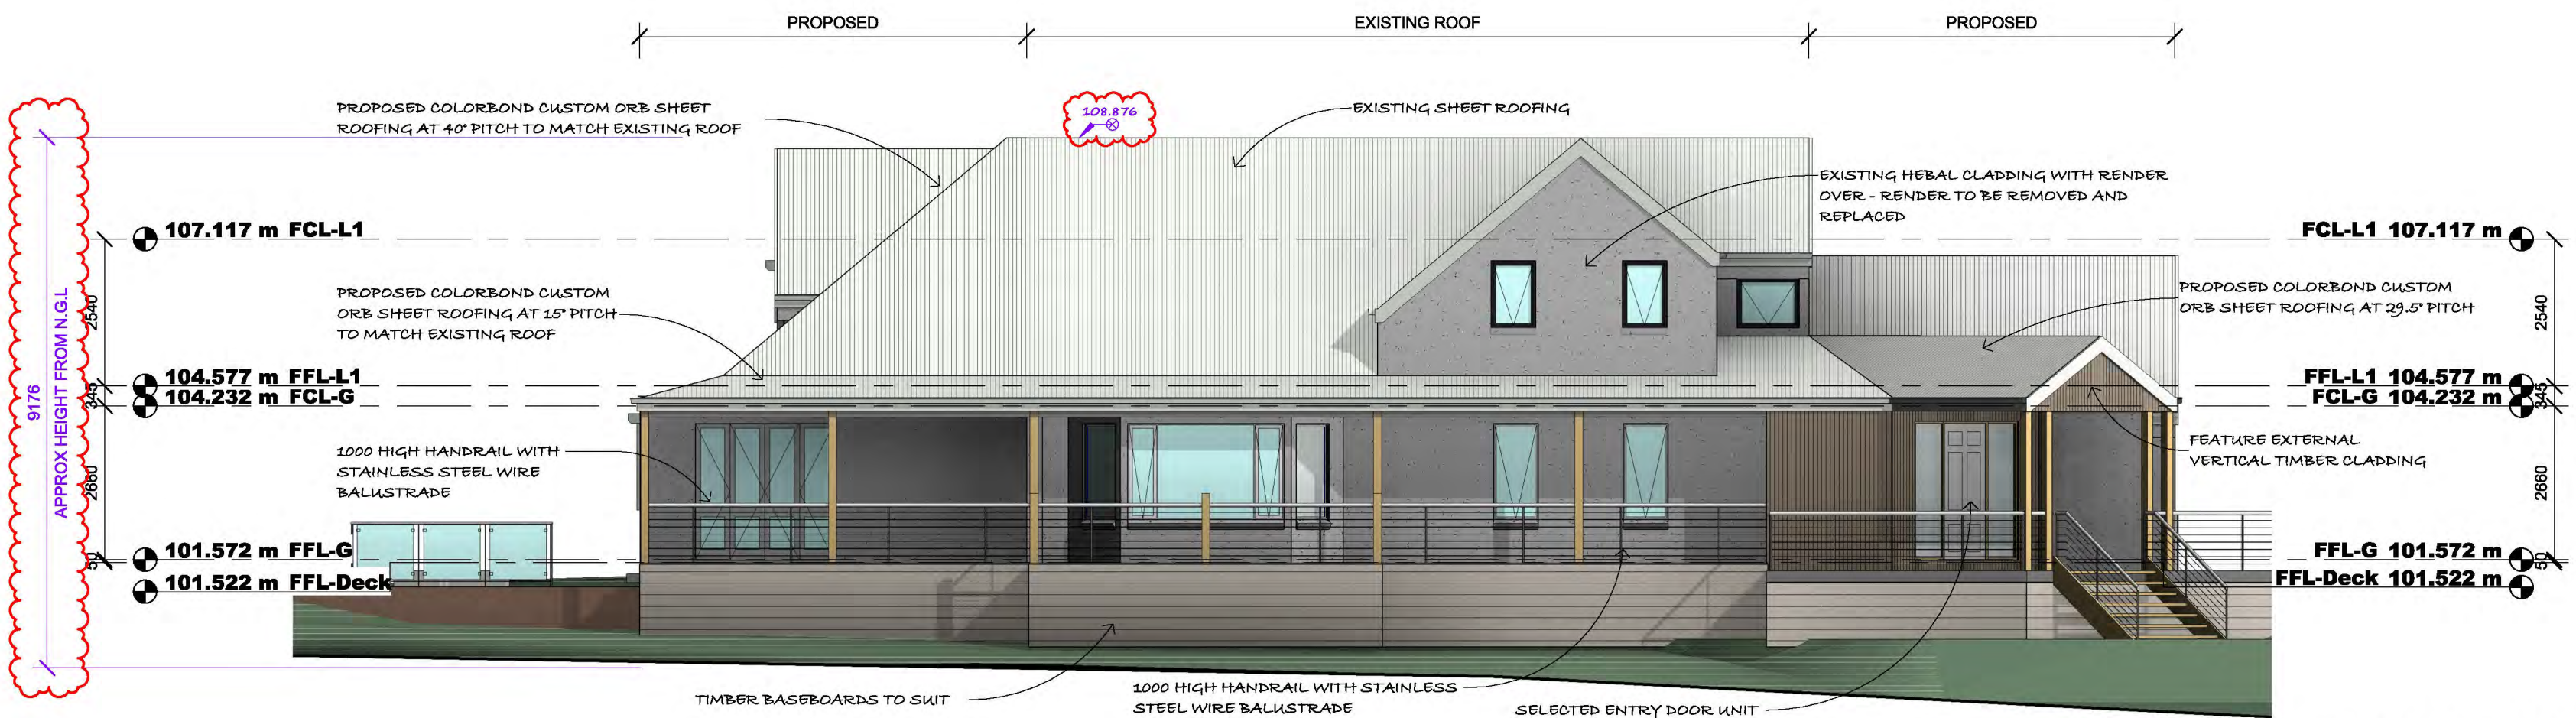 PROPOSED
EXISTING ROOF
PROPOSED
PROPOSED COLORBOND CUSTOM ORB SHEET
ROOFING AT 40° PITCH TO MATCH EXISTING ROOF
108.876
EXISTING SHEET ROOFING
EXISTING HEBAL CLADDING WITH RENDER
OVER - RENDER TO BE REMOVED AND
REPLACED
107.117 m FCL-L1
FCL-L1 107.117 m
PROPOSED COLORBOND CUSTOM
ORB SHEET ROOFING AT 15° PITCH
TO MATCH EXISTING ROOF
PROPOSED COLORBOND CUSTOM
ORB SHEET ROOFING AT 29.5° PITCH
2540
2540
9176
APPROX HEIGHT FROM N.G.L
104.577 m FFL-L1
FFL-L1 104.577 m
345
345
104.232 m FCL-G
FCL-G 104.232 m
1000 HIGH HANDRAIL WITH
STAINLESS STEEL WIRE
BALUSTRADE
FEATURE EXTERNAL
VERTICAL TIMBER CLADDING
2660
2660
101.572 m FFL-G
FFL-G 101.572 m
50
50
101.522 m FFL-Deck
FFL-Deck 101.522 m
TIMBER BASEBOARDS TO SUIT
1000 HIGH HANDRAIL WITH STAINLESS
STEEL WIRE BALUSTRADE
SELECTED ENTRY DOOR UNIT